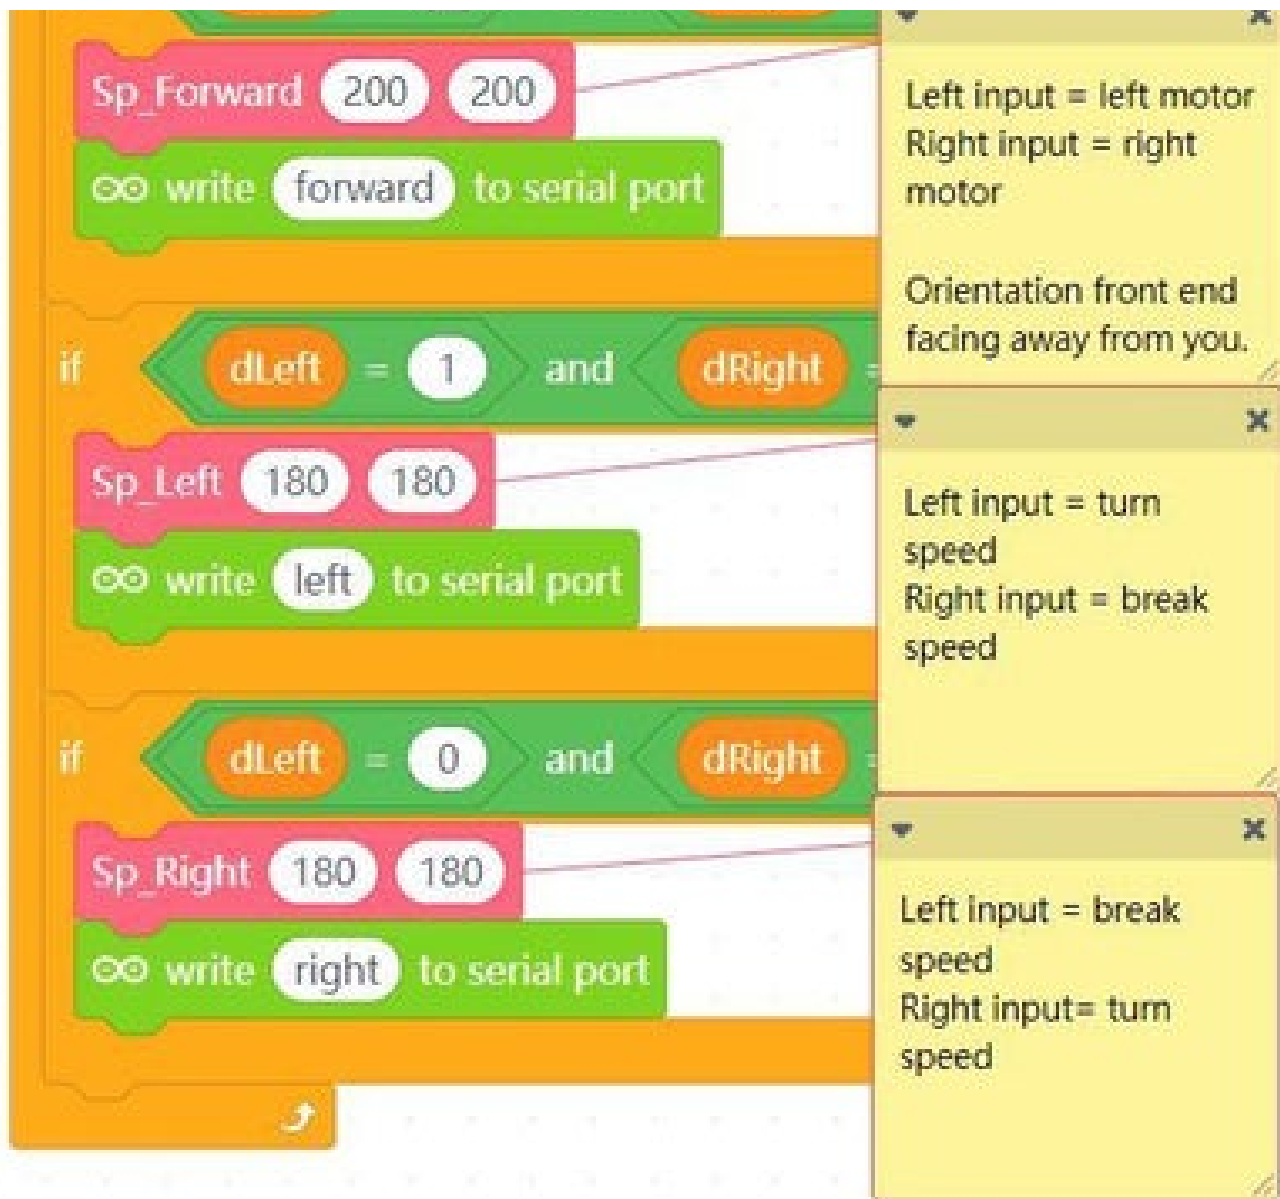 Sp_Forward 200 200
write forward to serial port
Left input = left motor
Right input = right
motor
Orientation front end
facing away from you.
if dLeft = 1 and dRight =
Sp_Left 180 180
write left to serial port
Left input = turn
speed
Right input = break
speed
if dLeft = 0 and dRight =
Sp_Right 180 180
write right to serial port
Left input = break
speed
Right input= turn
speed